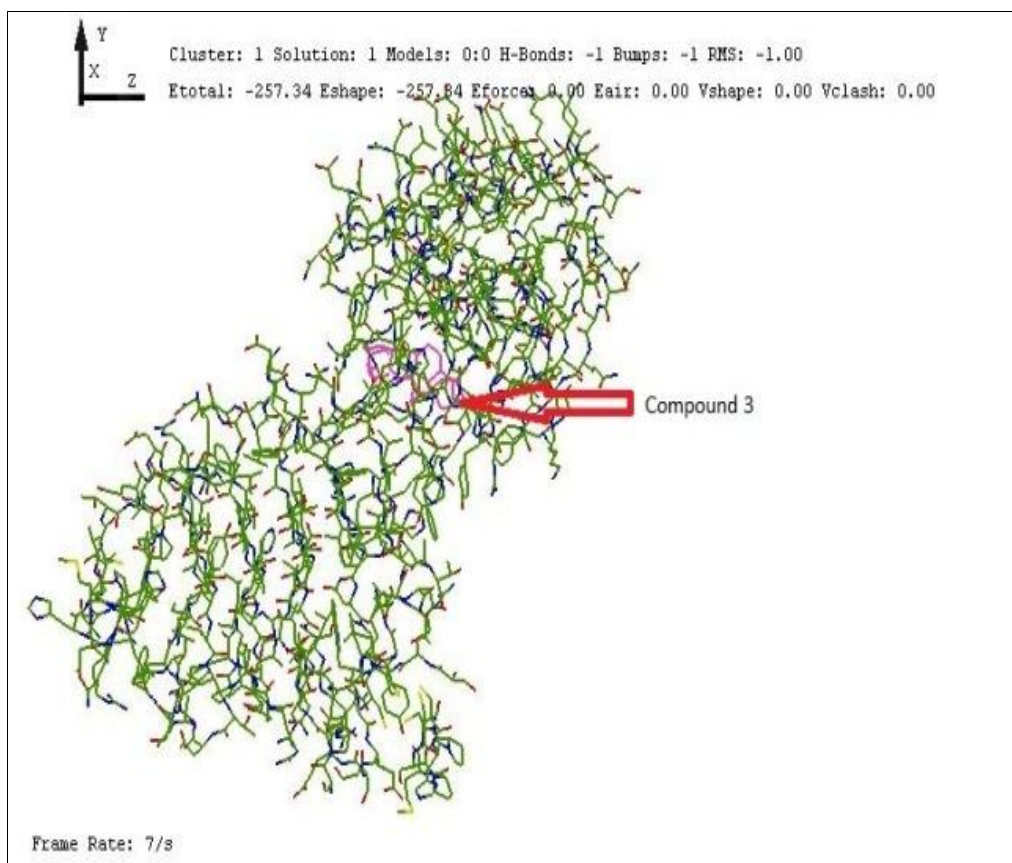 Y
X Z
Cluster: 1 Solution: 1 Models: 0:0 H-Bonds: -1 Bumps: -1 RMS: -1.00
Etotal: -257.34 Eshape: -257.84 Eforce: 0.00 Eair: 0.00 Vshape: 0.00 Vclash: 0.00
Compound 3
Frame Rate: 7/s